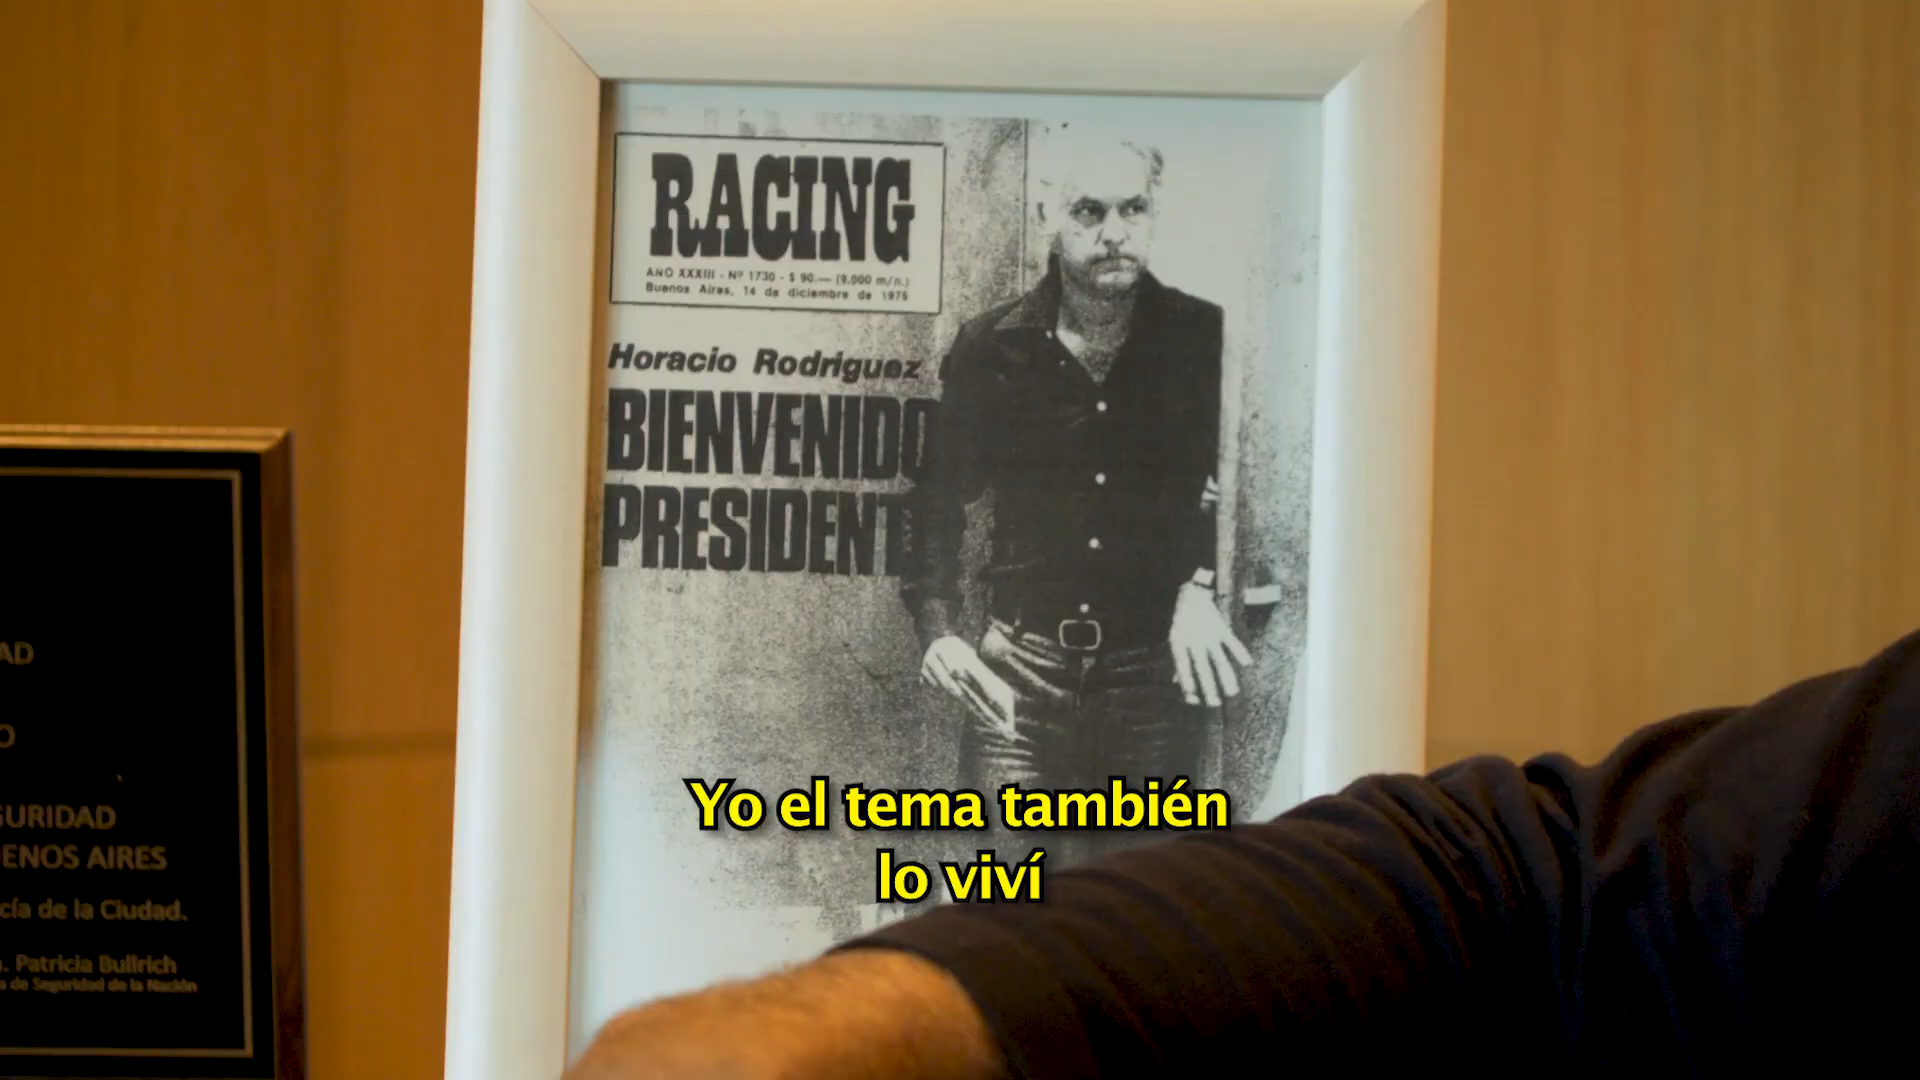 RACING
AÑO XXXIII - Nº 1730 - $ 90.— (9.000 m/n.)
Buenos Aires, 14 de diciembre de 1976
Horacio Rodriguez
BIENVENIDO
PRESIDENT
AD
O
GURIDAD
ENOS AIRES
cía de la Ciudad.
. Patricia Bullrich
a de Seguridad de la Nación
Yo el tema también
lo viví